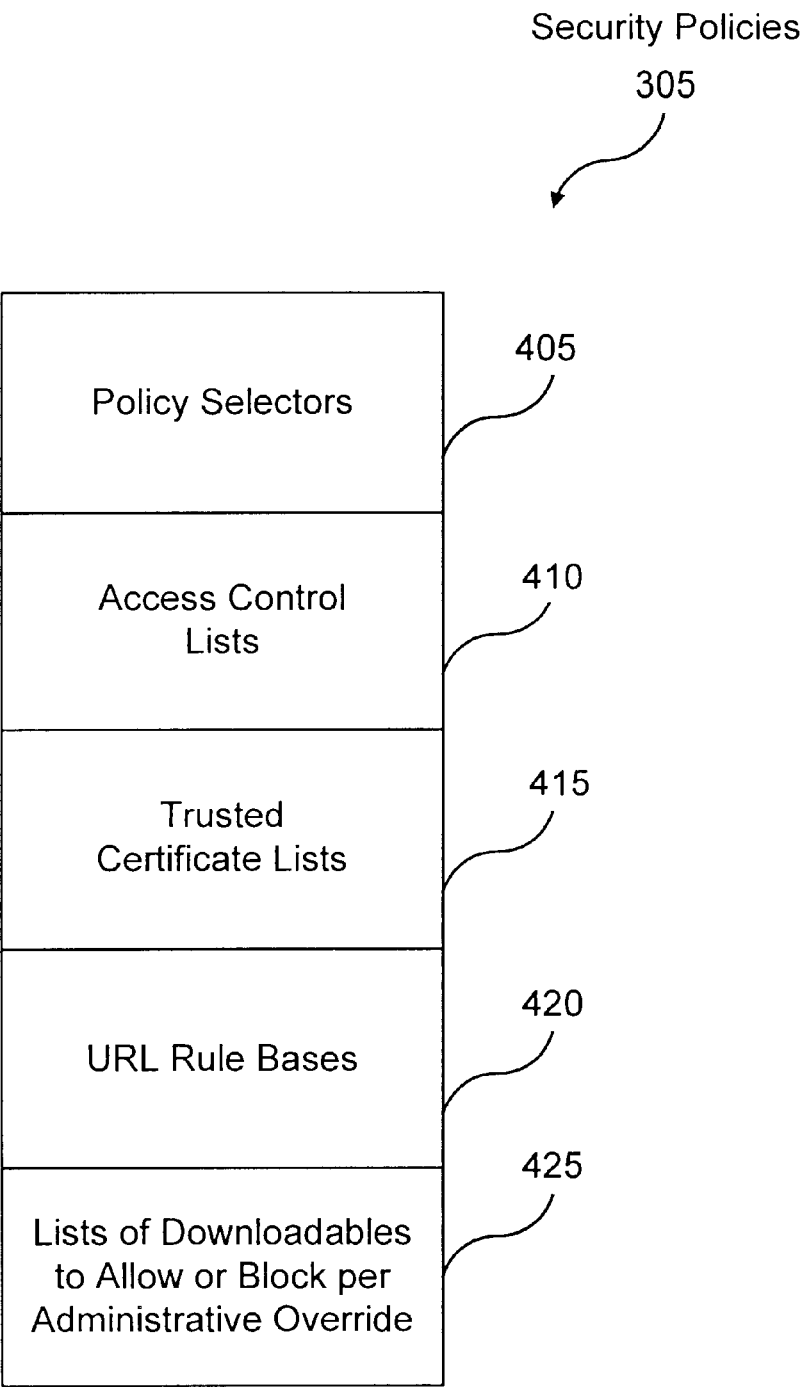 Security Policies
305
Policy Selectors
405
Access Control
Lists
410
Trusted
Certificate Lists
415
URL Rule Bases
420
Lists of Downloadables
to Allow or Block per
Administrative Override
425